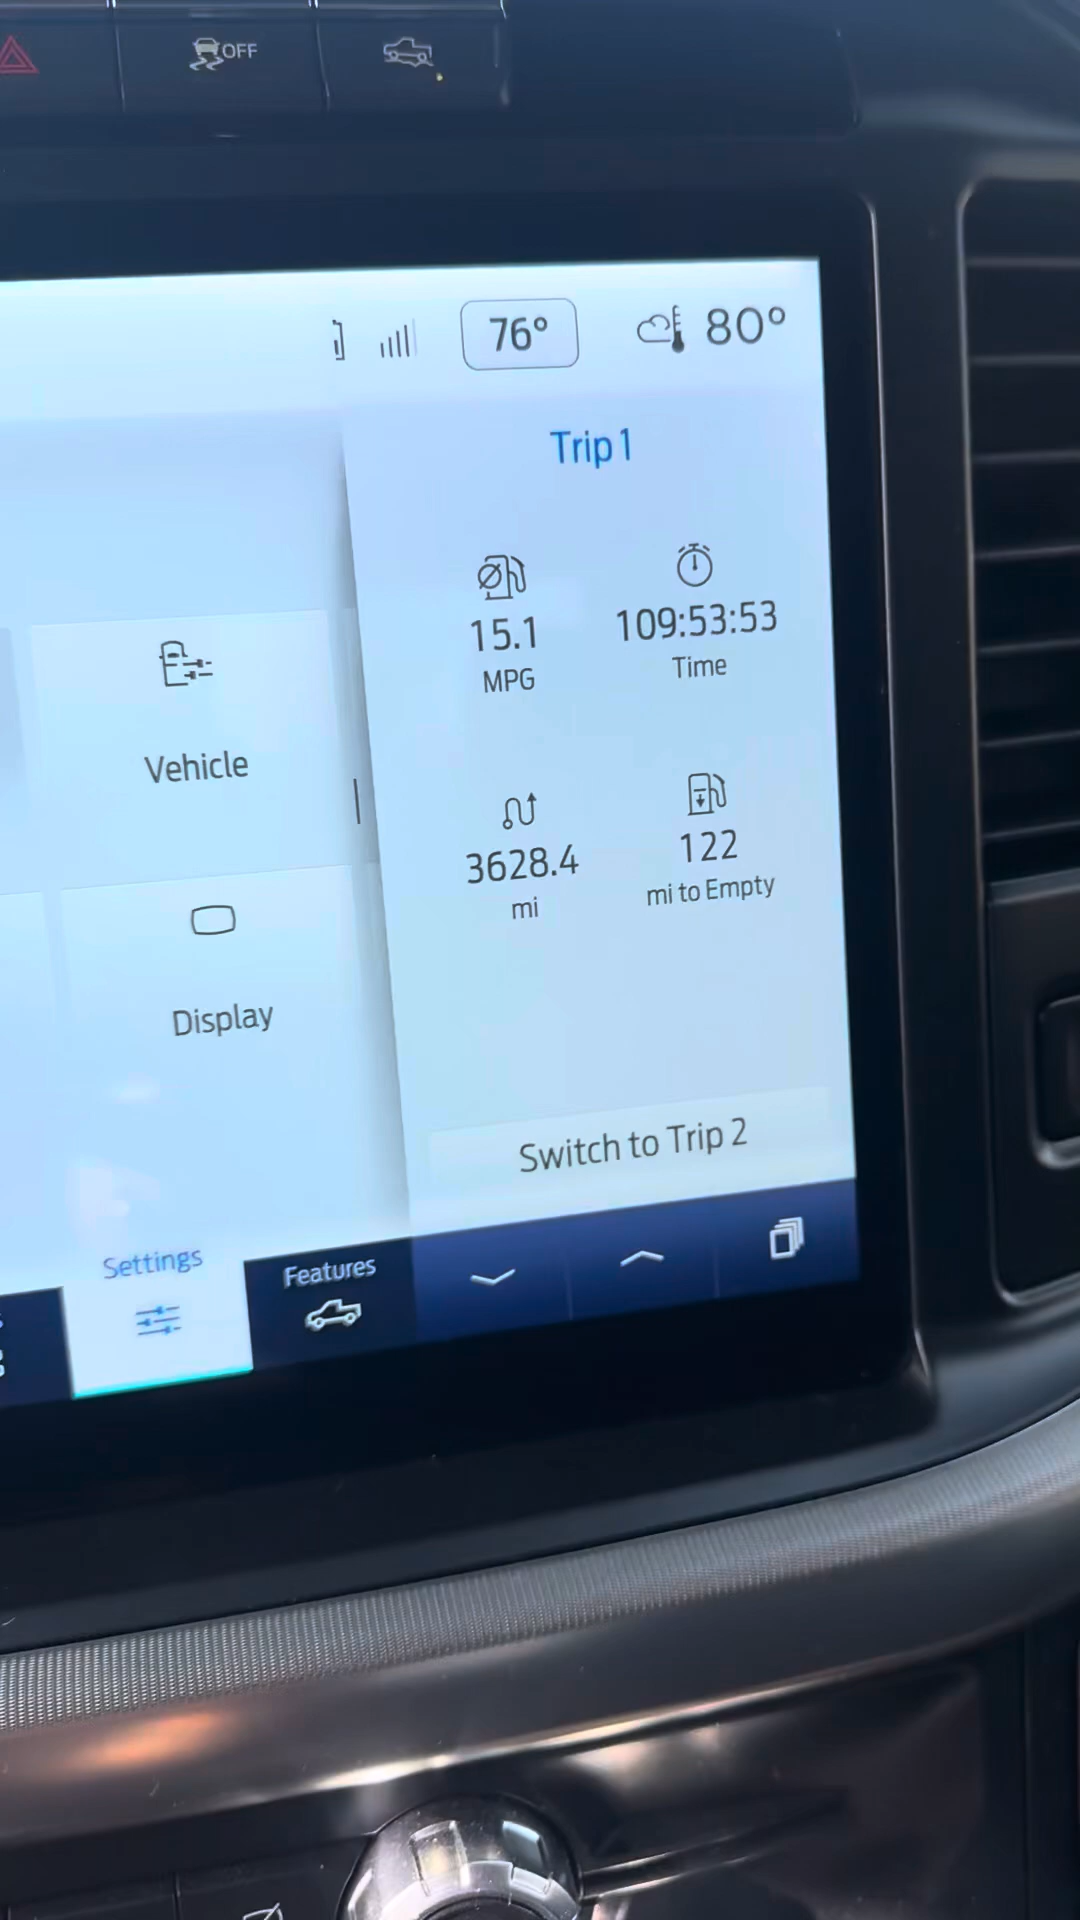 OFF
76°
80°
Trip 1
15.1
MPG
109:53:53
Time
Vehicle
3628.4
mi
122
mi to Empty
Display
Switch to Trip 2
Settings
Features